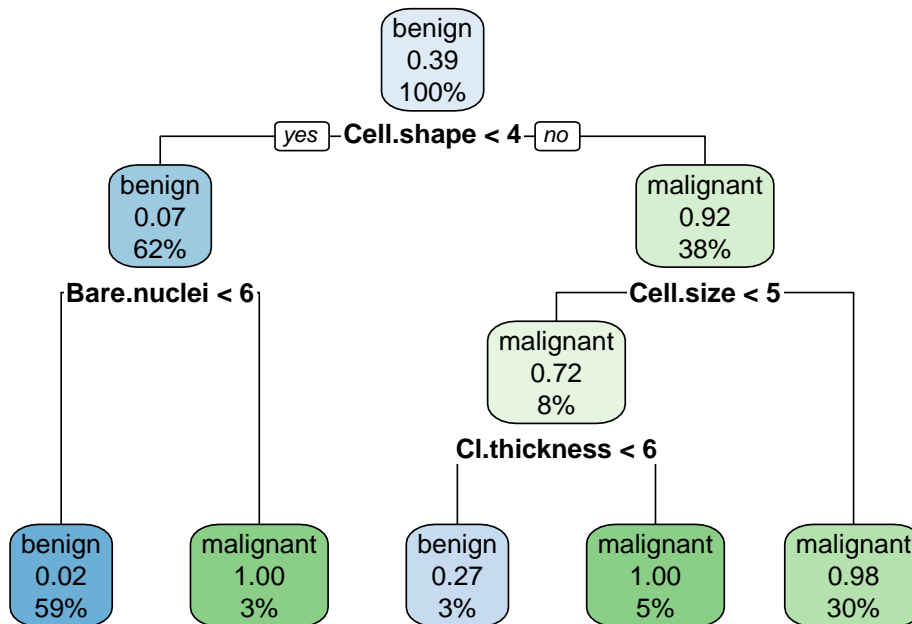 benign
0.39
100%
yes Cell.shape < 4 no
benign
0.07
62%
malignant
0.92
38%
Bare.nuclei < 6
Cell.size < 5
malignant
0.72
8%
Cl.thickness < 6
benign
0.02
59%
malignant
1.00
3%
benign
0.27
3%
malignant
1.00
5%
malignant
0.98
30%